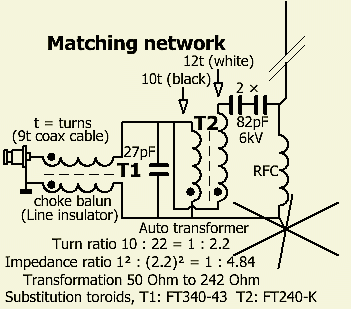 Matching network
12t (white)
10t (black)
2 ×
t = turns
(9t coax cable)
T2
82pF
6kV
27pF
T1
RFC
choke balun
(Line insulator)
Auto transformer
Turn ratio 10 : 22 = 1 : 2.2
Impedance ratio 1² : (2.2)² = 1 : 4.84
Transformation 50 Ohm to 242 Ohm
Substitution toroids, T1: FT340-43 T2: FT240-K